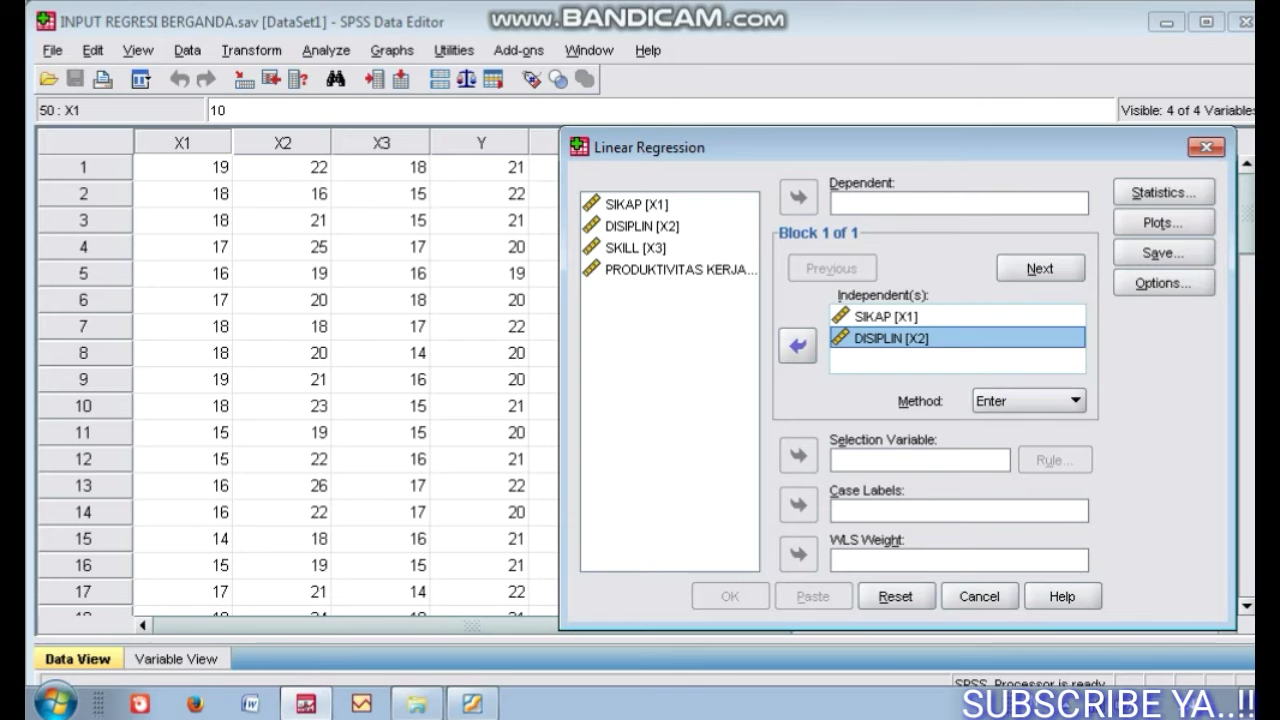 INPUT REGRESI BERGANDA.sav [DataSet1] - SPSS Data Editor
www.BANDICAM.com
File Edit View Data Transform Analyze Graphs Utilities Add-ons Window Help
50 : X1 10 Visible: 4 of 4 Variables
X1 X2 X3 Y
1 19 22 18 21
2 18 16 15 22
3 18 21 15 21
4 17 25 17 20
5 16 19 16 19
6 17 20 18 20
7 18 18 17 22
8 18 20 14 20
9 19 21 16 20
10 18 23 15 21
11 15 19 15 20
12 15 22 16 21
13 16 26 17 22
14 16 22 17 20
15 14 18 16 21
16 15 19 15 21
17 17 21 14 22
Linear Regression
SIKAP [X1]
DISIPLIN [X2]
SKILL [X3]
PRODUKTIVITAS KERJA...
Dependent:
Block 1 of 1
Previous Next
Independent(s):
SIKAP [X1]
DISIPLIN [X2]
Method: Enter
Selection Variable:
Rule...
Case Labels:
WLS Weight:
Statistics...
Plots...
Save...
Options...
OK Paste Reset Cancel Help
Data View Variable View
SPSS Processor is ready
SUBSCRIBE YA..!!